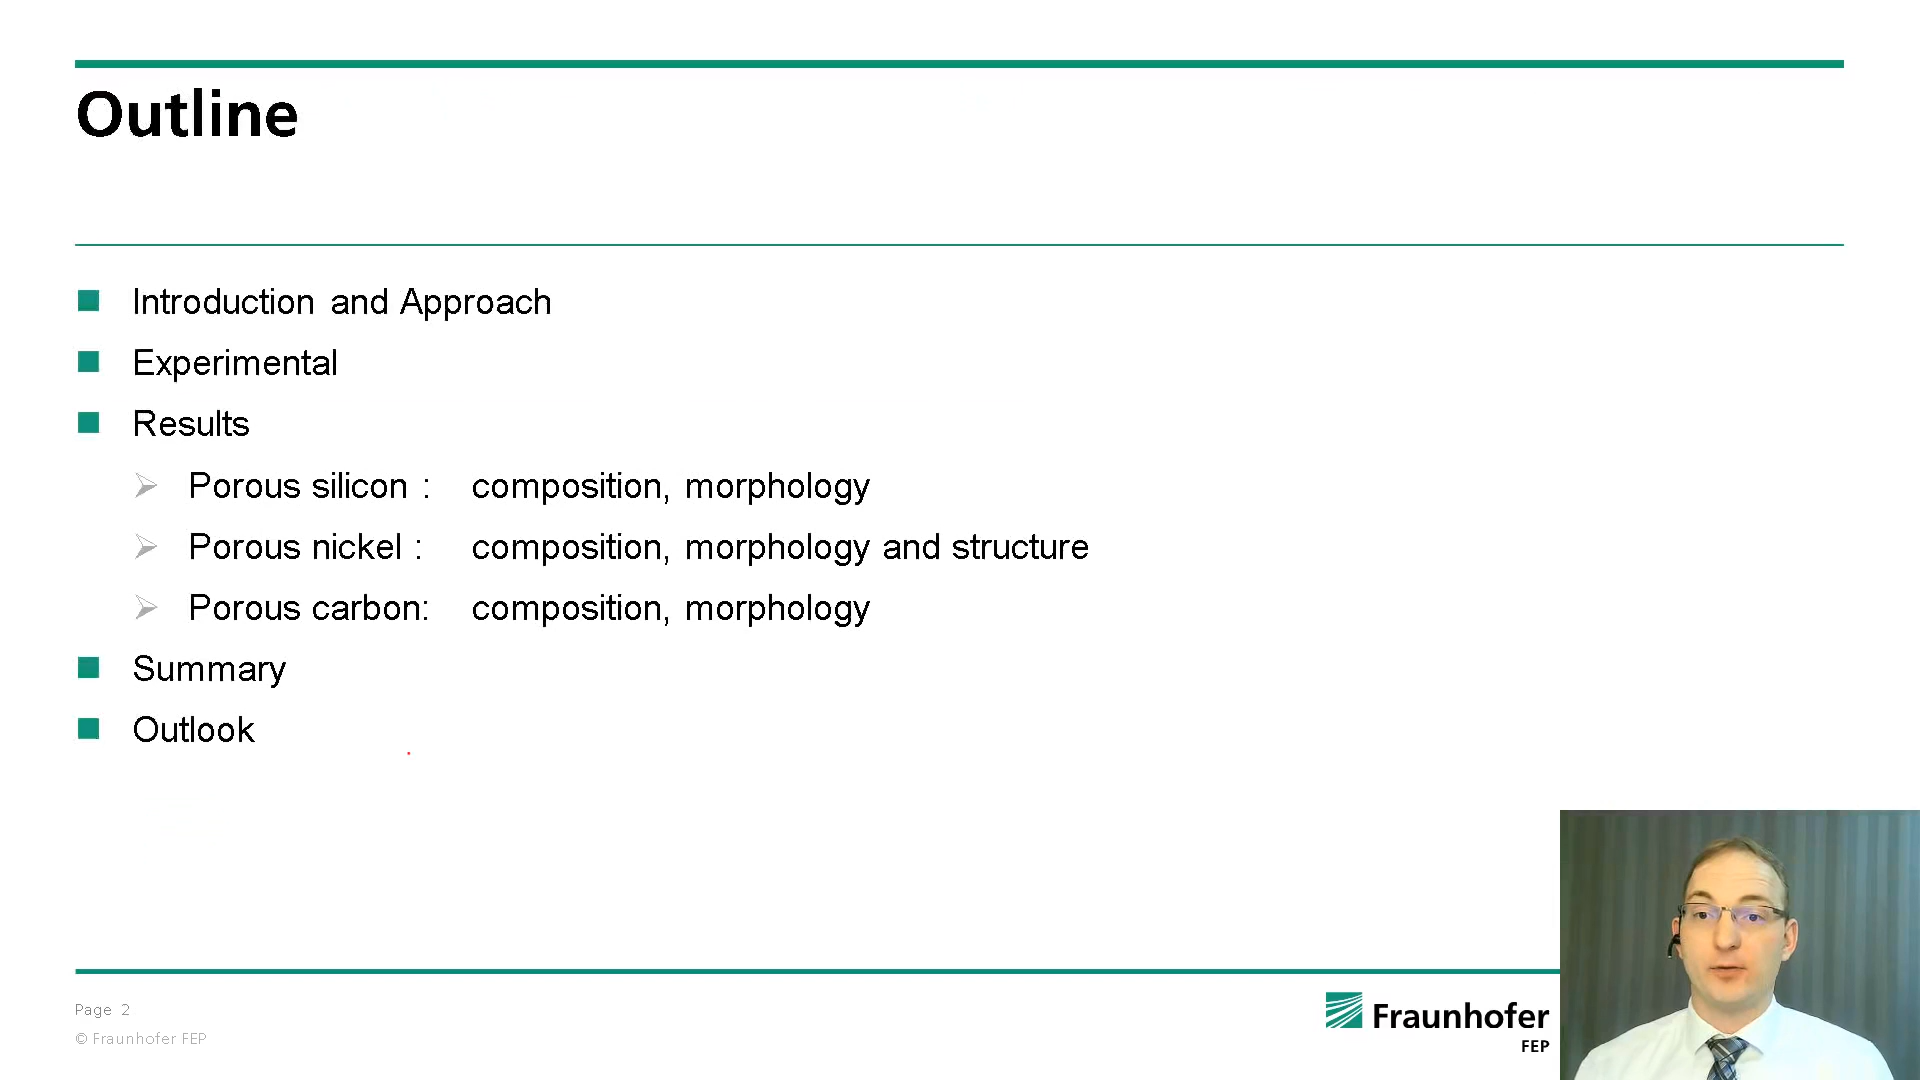 Outline
Introduction and Approach
Experimental
Results
Porous silicon : composition, morphology
Porous nickel : composition, morphology and structure
Porous carbon: composition, morphology
Summary
Outlook
Page 2
© Fraunhofer FEP
Fraunhofer
FEP